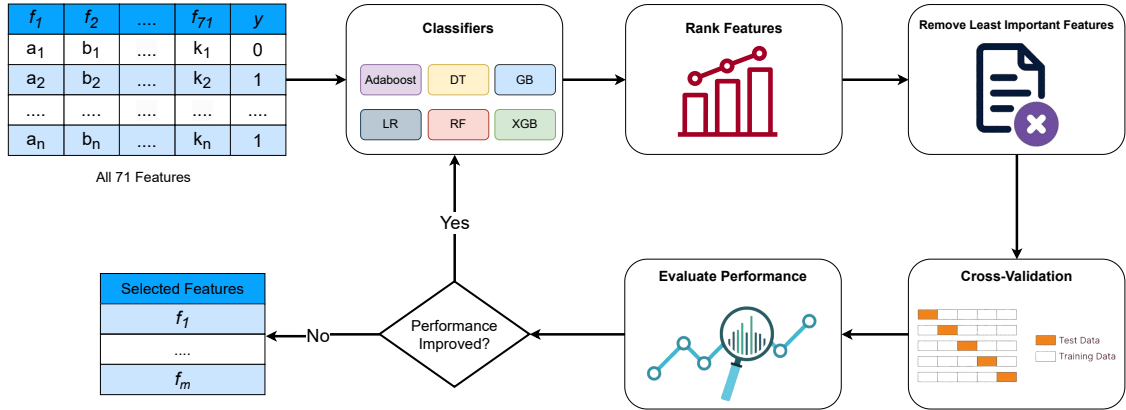 f1 f2 .... f71 y
a1 b1 .... k1 0
a2 b2 .... k2 1
.... .... .... .... ....
an bn .... kn 1
All 71 Features
Classifiers
Adaboost DT GB
LR RF XGB
Rank Features
Remove Least Important Features
Cross-Validation
Test Data
Training Data
Evaluate Performance
Performance
Improved?
Yes
No
Selected Features
f1
....
fm